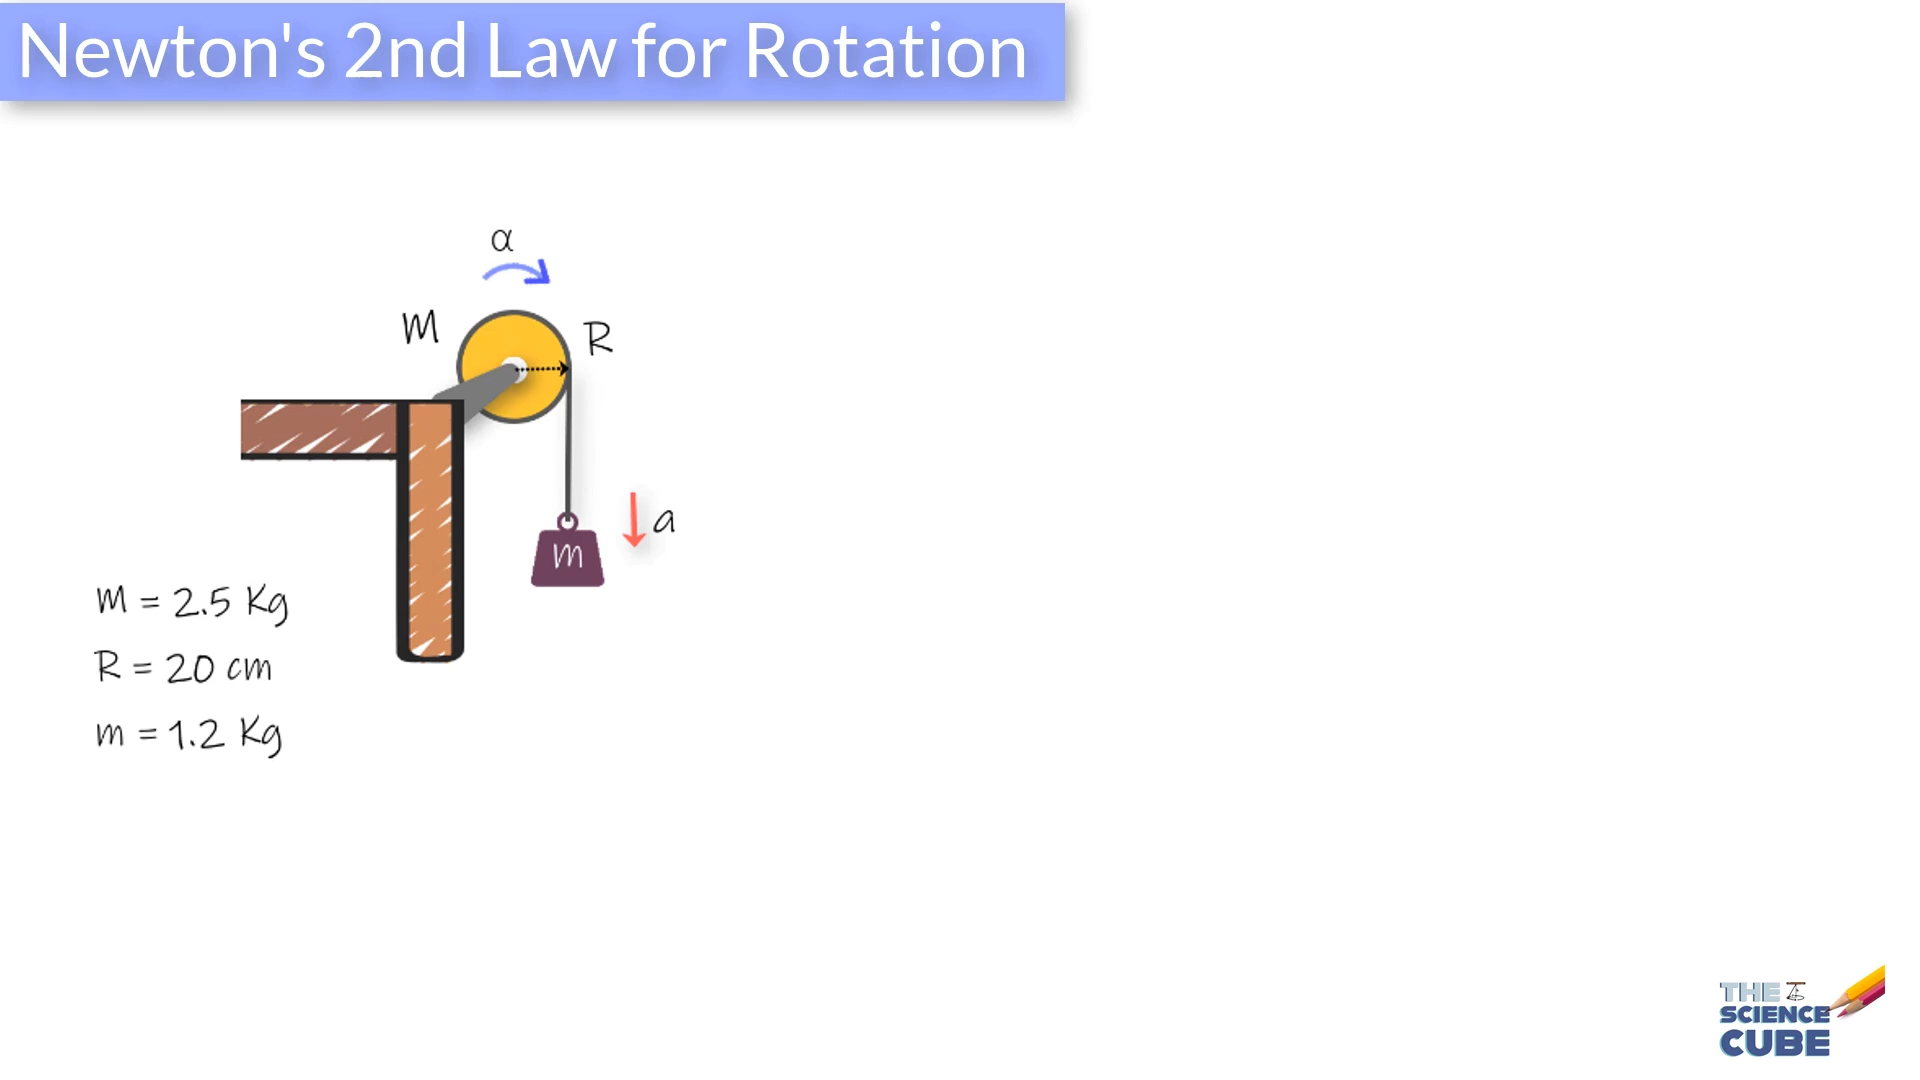 Newton's 2nd Law for Rotation
α
M
R
a
m
M = 2.5 Kg
R = 20 cm
m = 1.2 Kg
THE
SCIENCE
CUBE